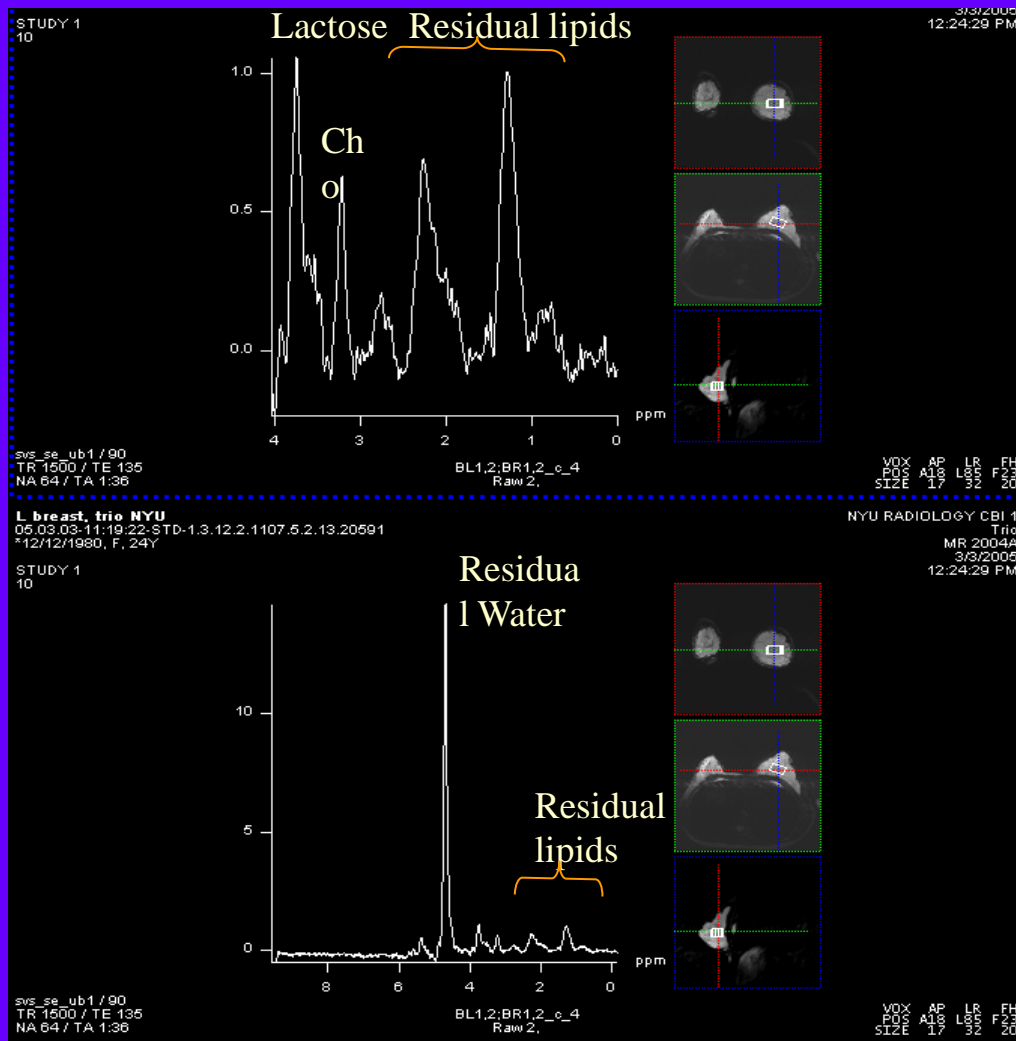 STUDY 1
10
3/3/2005
12:24:29 PM
Lactose Residual lipids
Ch
o
1.0
0.5
0.0
4 3 2 1 0
ppm
svs_se_ub1 / 90
TR 1500 / TE 135
NA 64 / TA 1:36
BL1,2;BR1,2_c_4
Raw 2,
VOX AP LR FH
POS A18 L85 F23
SIZE 17 32 20
L breast, trio NYU
05.03.03-11:19:22-STD-1.3.12.2.1107.5.2.13.20591
*12/12/1980, F, 24Y
STUDY 1
10
NYU RADIOLOGY CBI 1
Trio
MR 2004A
3/3/2005
12:24:29 PM
Residua
l Water
Residual
lipids
10
5
0
8 6 4 2 0
ppm
svs_se_ub1 / 90
TR 1500 / TE 135
NA 64 / TA 1:36
BL1,2;BR1,2_c_4
Raw 2,
VOX AP LR FH
POS A18 L85 F23
SIZE 17 32 20